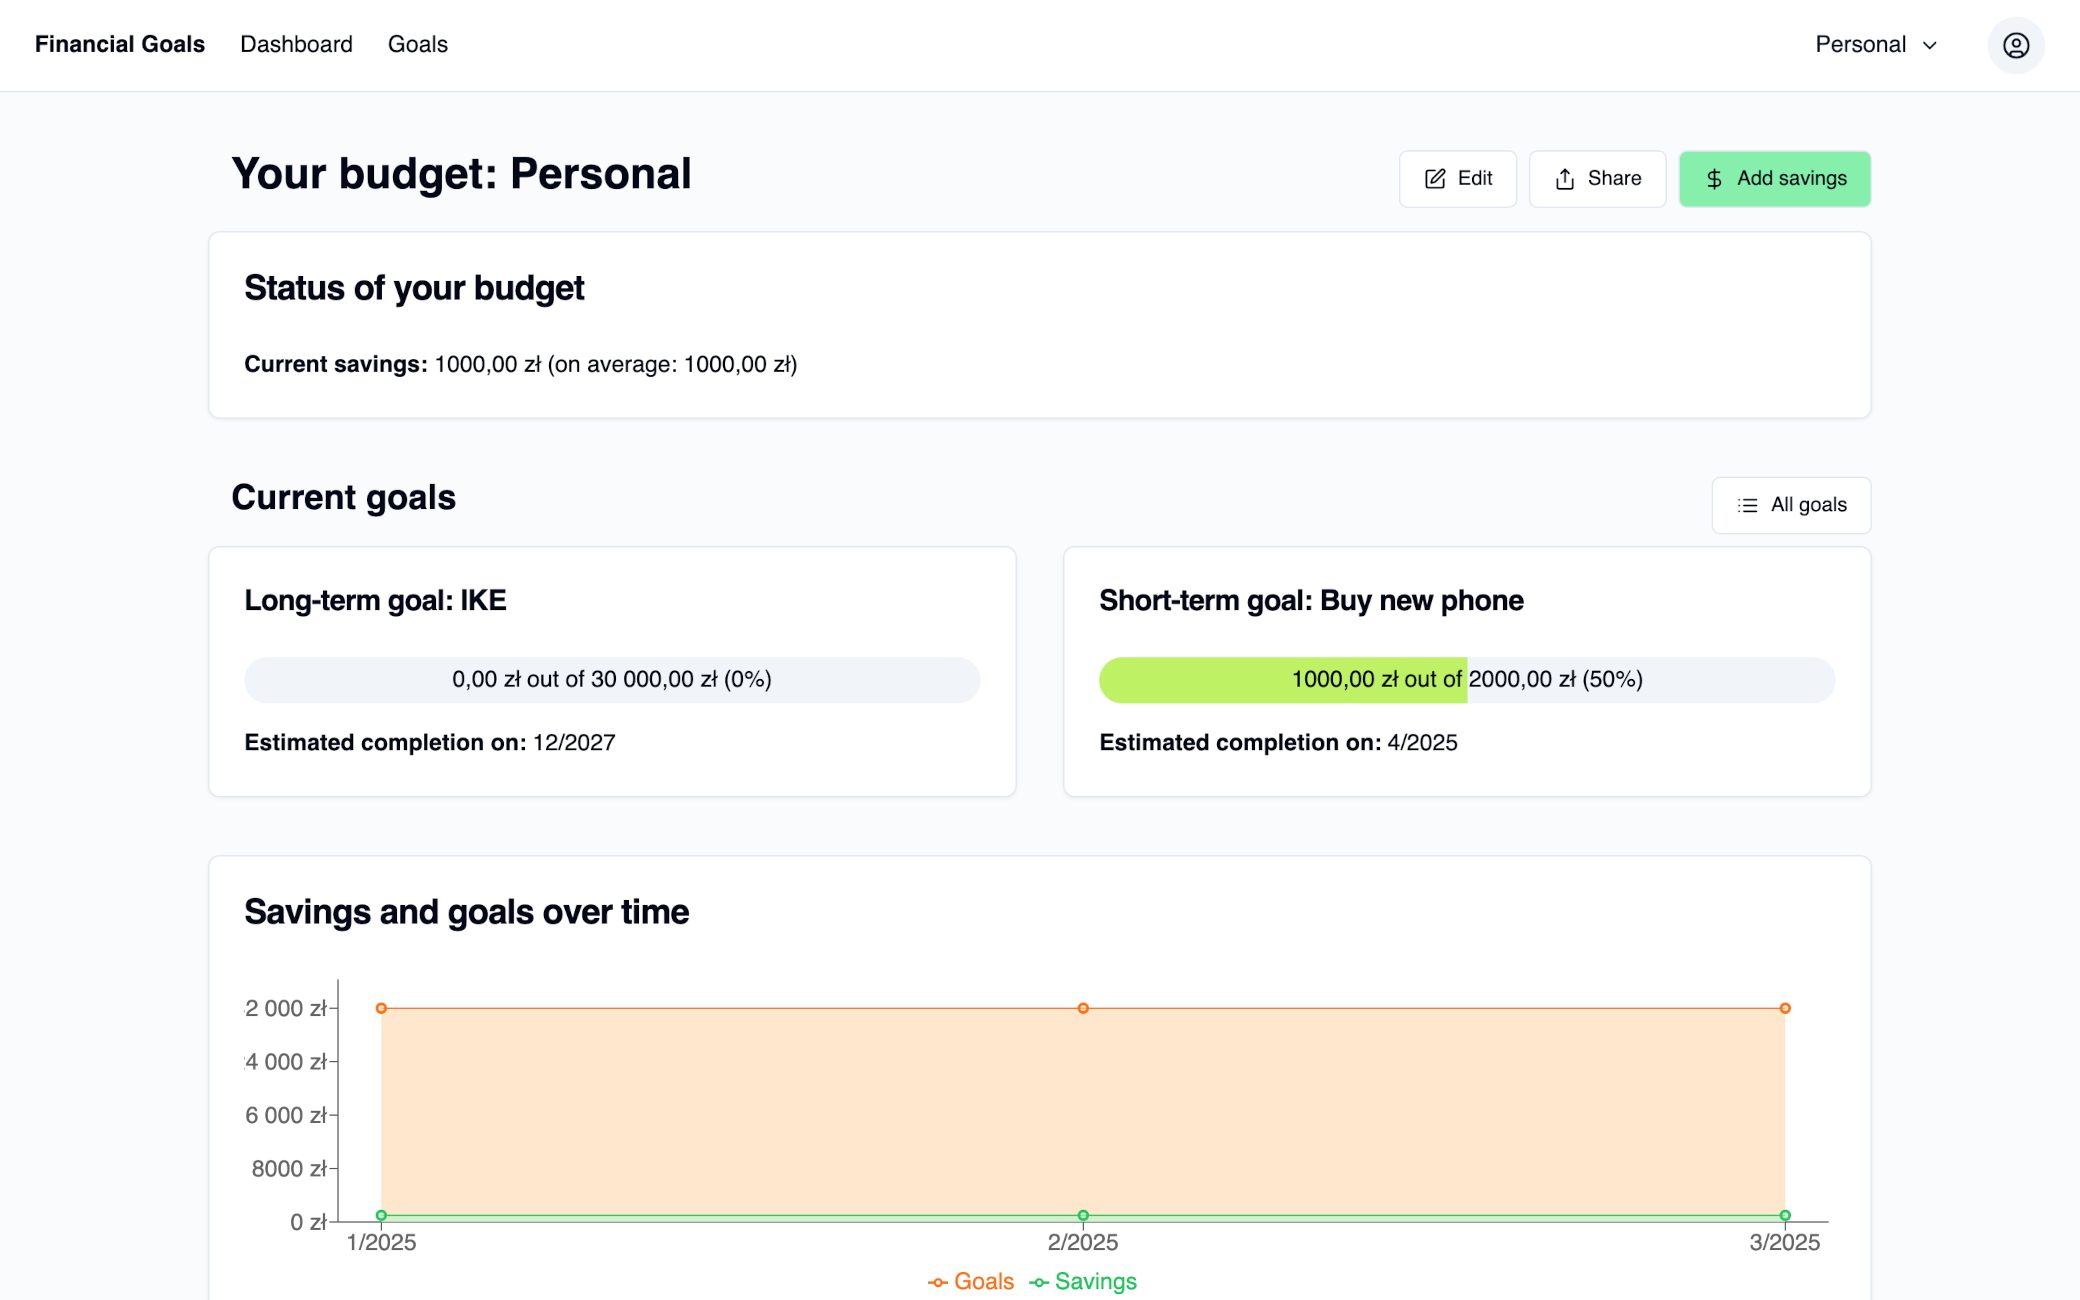 Financial Goals Dashboard Goals Personal
Your budget: Personal Edit Share Add savings
Status of your budget
Current savings: 1000,00 zł (on average: 1000,00 zł)
Current goals All goals
Long-term goal: IKE
0,00 zł out of 30 000,00 zł (0%)
Estimated completion on: 12/2027
Short-term goal: Buy new phone
1000,00 zł out of 2000,00 zł (50%)
Estimated completion on: 4/2025
Savings and goals over time
2 000 zł
4 000 zł
6 000 zł
8000 zł
0 zł
1/2025 2/2025 3/2025
Goals Savings